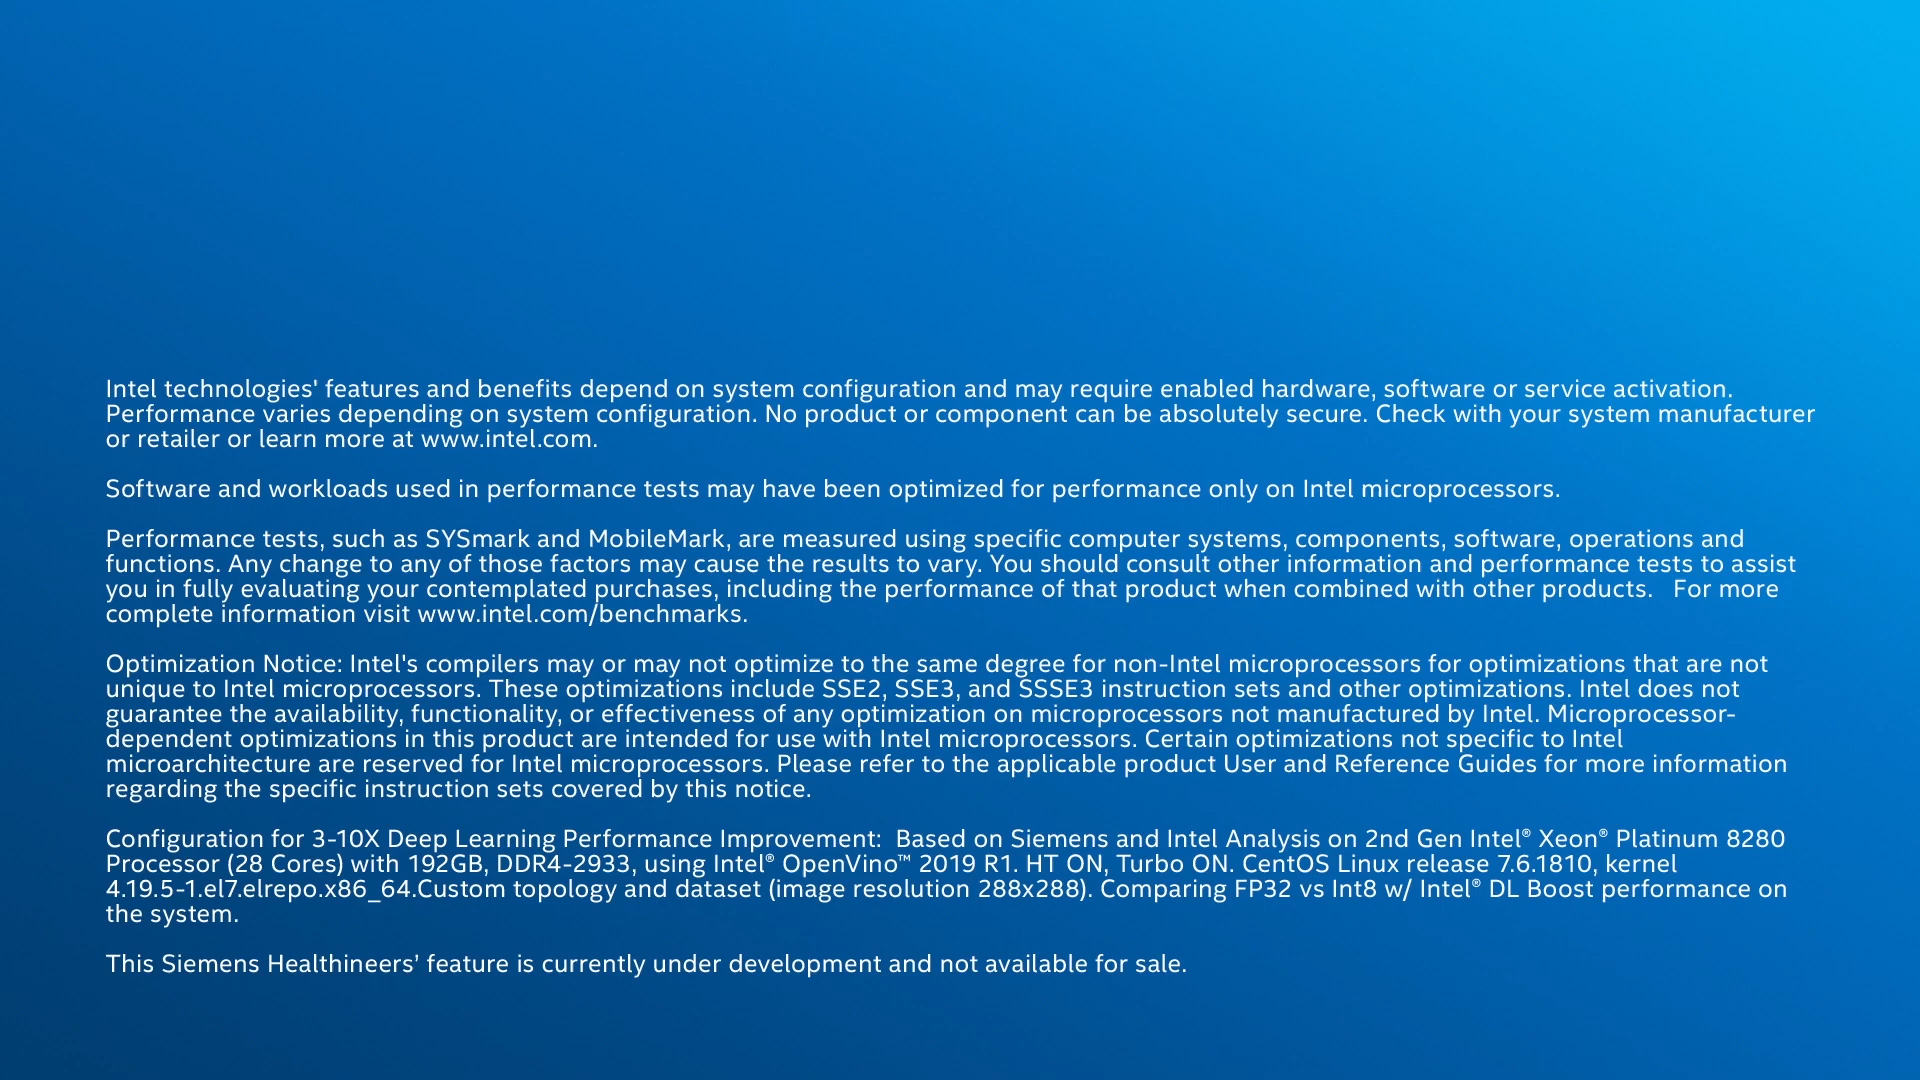 Intel technologies' features and benefits depend on system configuration and may require enabled hardware, software or service activation.
Performance varies depending on system configuration. No product or component can be absolutely secure. Check with your system manufacturer
or retailer or learn more at www.intel.com.
Software and workloads used in performance tests may have been optimized for performance only on Intel microprocessors.
Performance tests, such as SYSmark and MobileMark, are measured using specific computer systems, components, software, operations and
functions. Any change to any of those factors may cause the results to vary. You should consult other information and performance tests to assist
you in fully evaluating your contemplated purchases, including the performance of that product when combined with other products.   For more
complete information visit www.intel.com/benchmarks.
Optimization Notice: Intel's compilers may or may not optimize to the same degree for non-Intel microprocessors for optimizations that are not
unique to Intel microprocessors. These optimizations include SSE2, SSE3, and SSSE3 instruction sets and other optimizations. Intel does not
guarantee the availability, functionality, or effectiveness of any optimization on microprocessors not manufactured by Intel. Microprocessor-
dependent optimizations in this product are intended for use with Intel microprocessors. Certain optimizations not specific to Intel
microarchitecture are reserved for Intel microprocessors. Please refer to the applicable product User and Reference Guides for more information
regarding the specific instruction sets covered by this notice.
Configuration for 3-10X Deep Learning Performance Improvement:  Based on Siemens and Intel Analysis on 2nd Gen Intel® Xeon® Platinum 8280
Processor (28 Cores) with 192GB, DDR4-2933, using Intel® OpenVino™ 2019 R1. HT ON, Turbo ON. CentOS Linux release 7.6.1810, kernel
4.19.5-1.el7.elrepo.x86_64.Custom topology and dataset (image resolution 288x288). Comparing FP32 vs Int8 w/ Intel® DL Boost performance on
the system.
This Siemens Healthineers’ feature is currently under development and not available for sale.